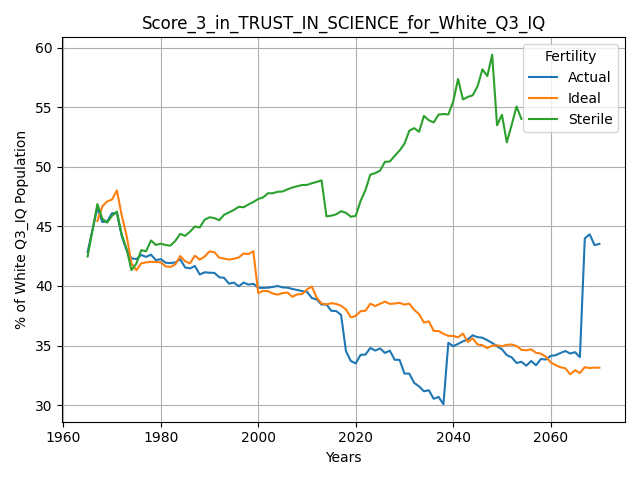 Score_3_in_TRUST_IN_SCIENCE_for_White_Q3_IQ
% of White Q3_IQ Population
60
55
50
45
40
35
30
Fertility
Actual
Ideal
Sterile
1960
1980
2000
2020
2040
2060
Years